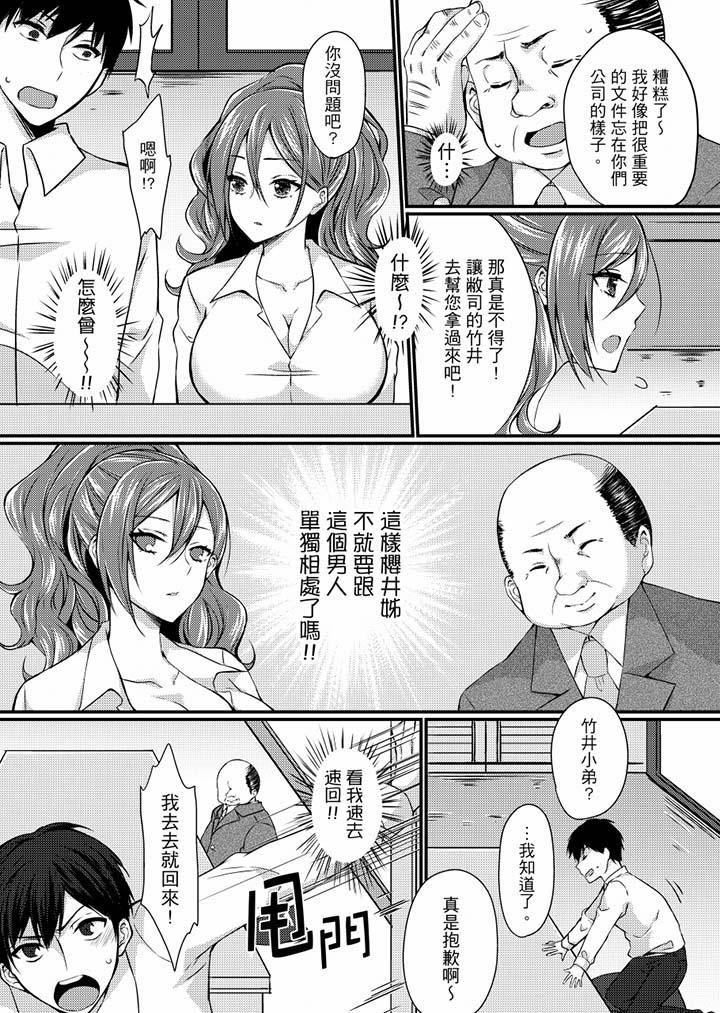 糟糕了～
我好像把很重要
的文件忘在你們
公司的樣子。
什…
你沒問題吧？
嗯啊!?
那真是不得了！
讓敝司的竹井
去幫您拿過來吧！
什麼～!?
怎麼會～～!!
這樣櫻井姊
不就要跟
這個男人
單獨相處了嗎!!
竹井小弟？
…我知道了。
真是抱歉啊～
看我速去
速回!!
我去去就回來！
甩門